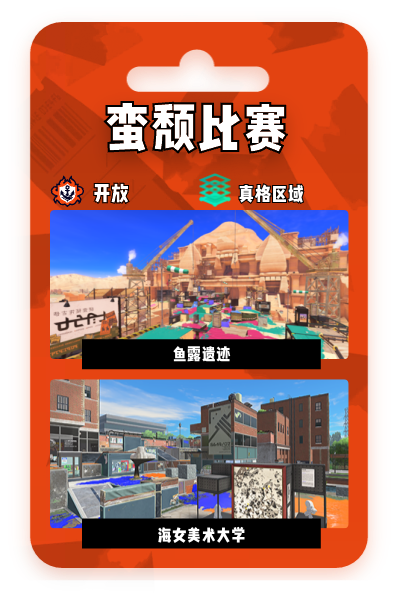 蛮颓比赛
开放
真格区域
鱼露遗迹
海女美术大学